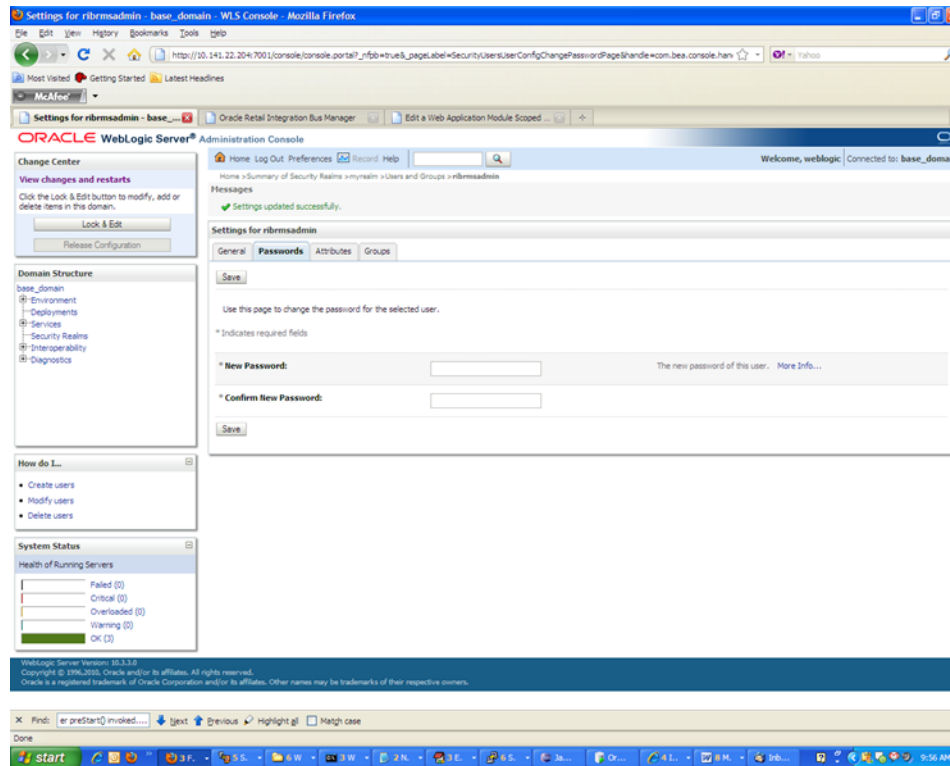 Settings for ribrmsadmin - base_domain - WLS Console - Mozilla Firefox
File Edit View History Bookmarks Tools Help
http://10.141.22.204:7001/console/console.portal?_nfpb=true&_pageLabel=SecurityUsersUserConfigChangePasswordPage&handle=com.bea.console.han
Yahoo
Most Visited Getting Started Latest Headlines
McAfee
Settings for ribrmsadmin - base_... Oracle Retail Integration Bus Manager Edit a Web Application Module Scoped ...
ORACLE WebLogic Server® Administration Console
Change Center
View changes and restarts
Click the Lock & Edit button to modify, add or
delete items in this domain.
Lock & Edit
Release Configuration
Domain Structure
base_domain
Environment
Deployments
Services
Security Realms
Interoperability
Diagnostics
How do I...
Create users
Modify users
Delete users
System Status
Health of Running Servers
Failed (0)
Critical (0)
Overloaded (0)
Warning (0)
OK (3)
Home Log Out Preferences Record Help
Welcome, weblogic Connected to: base_doma
Home >Summary of Security Realms >myrealm >Users and Groups >ribrmsadmin
Messages
Settings updated successfully.
Settings for ribrmsadmin
General Passwords Attributes Groups
Save
Use this page to change the password for the selected user.
* Indicates required fields
* New Password:
The new password of this user. More Info...
* Confirm New Password:
Save
WebLogic Server Version: 10.3.3.0
Copyright © 1996,2010, Oracle and/or its affiliates. All rights reserved.
Oracle is a registered trademark of Oracle Corporation and/or its affiliates. Other names may be trademarks of their respective owners.
Find: er preStart() invoked.... Next Previous Highlight all Match case
Done
start 3 F. 5 S. 6 W 3 W 2 N. 3 E. 6 S. Ja... Or... 4 I.. 8 M. Inb... 9:56 AM